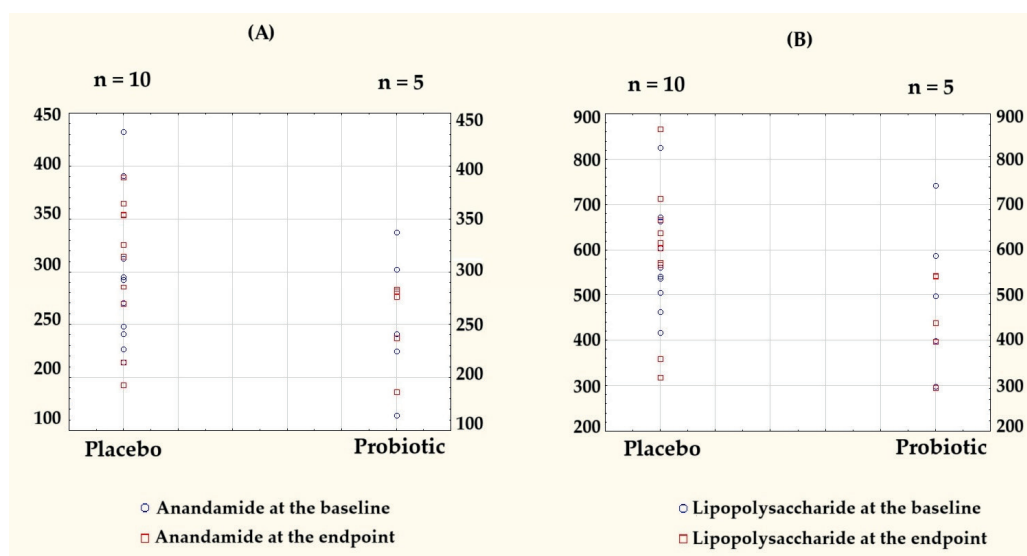 (A)
n = 10
n = 5
450
400
350
300
250
200
100
450
400
350
300
250
200
100
Placebo
Probiotic
Anandamide at the baseline
Anandamide at the endpoint
(B)
n = 10
n = 5
900
800
700
600
500
400
300
200
900
800
700
600
500
400
300
200
Placebo
Probiotic
Lipopolysaccharide at the baseline
Lipopolysaccharide at the endpoint